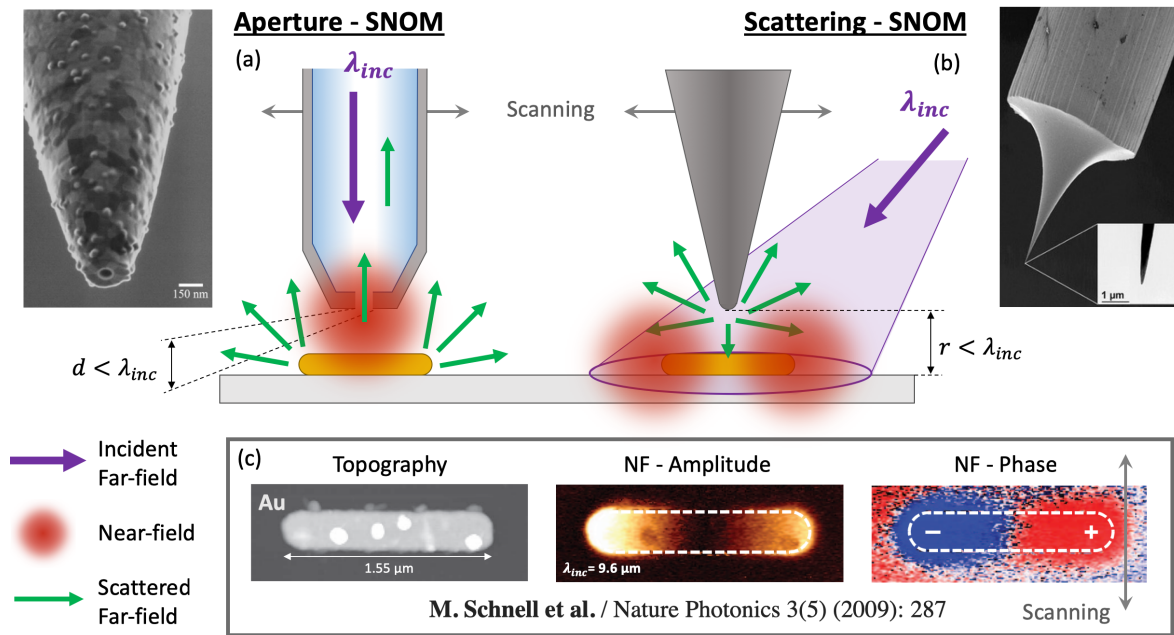 Aperture - SNOM
Scattering - SNOM
(a)
(b)
λinc
Scanning
λinc
150 nm
1 μm
d < λinc
r < λinc
Incident
Far-field
Near-field
Scattered
Far-field
(c)
Topography
NF - Amplitude
NF - Phase
Au
1.55 μm
λinc= 9.6 μm
−
+
M. Schnell et al. / Nature Photonics 3(5) (2009): 287
Scanning